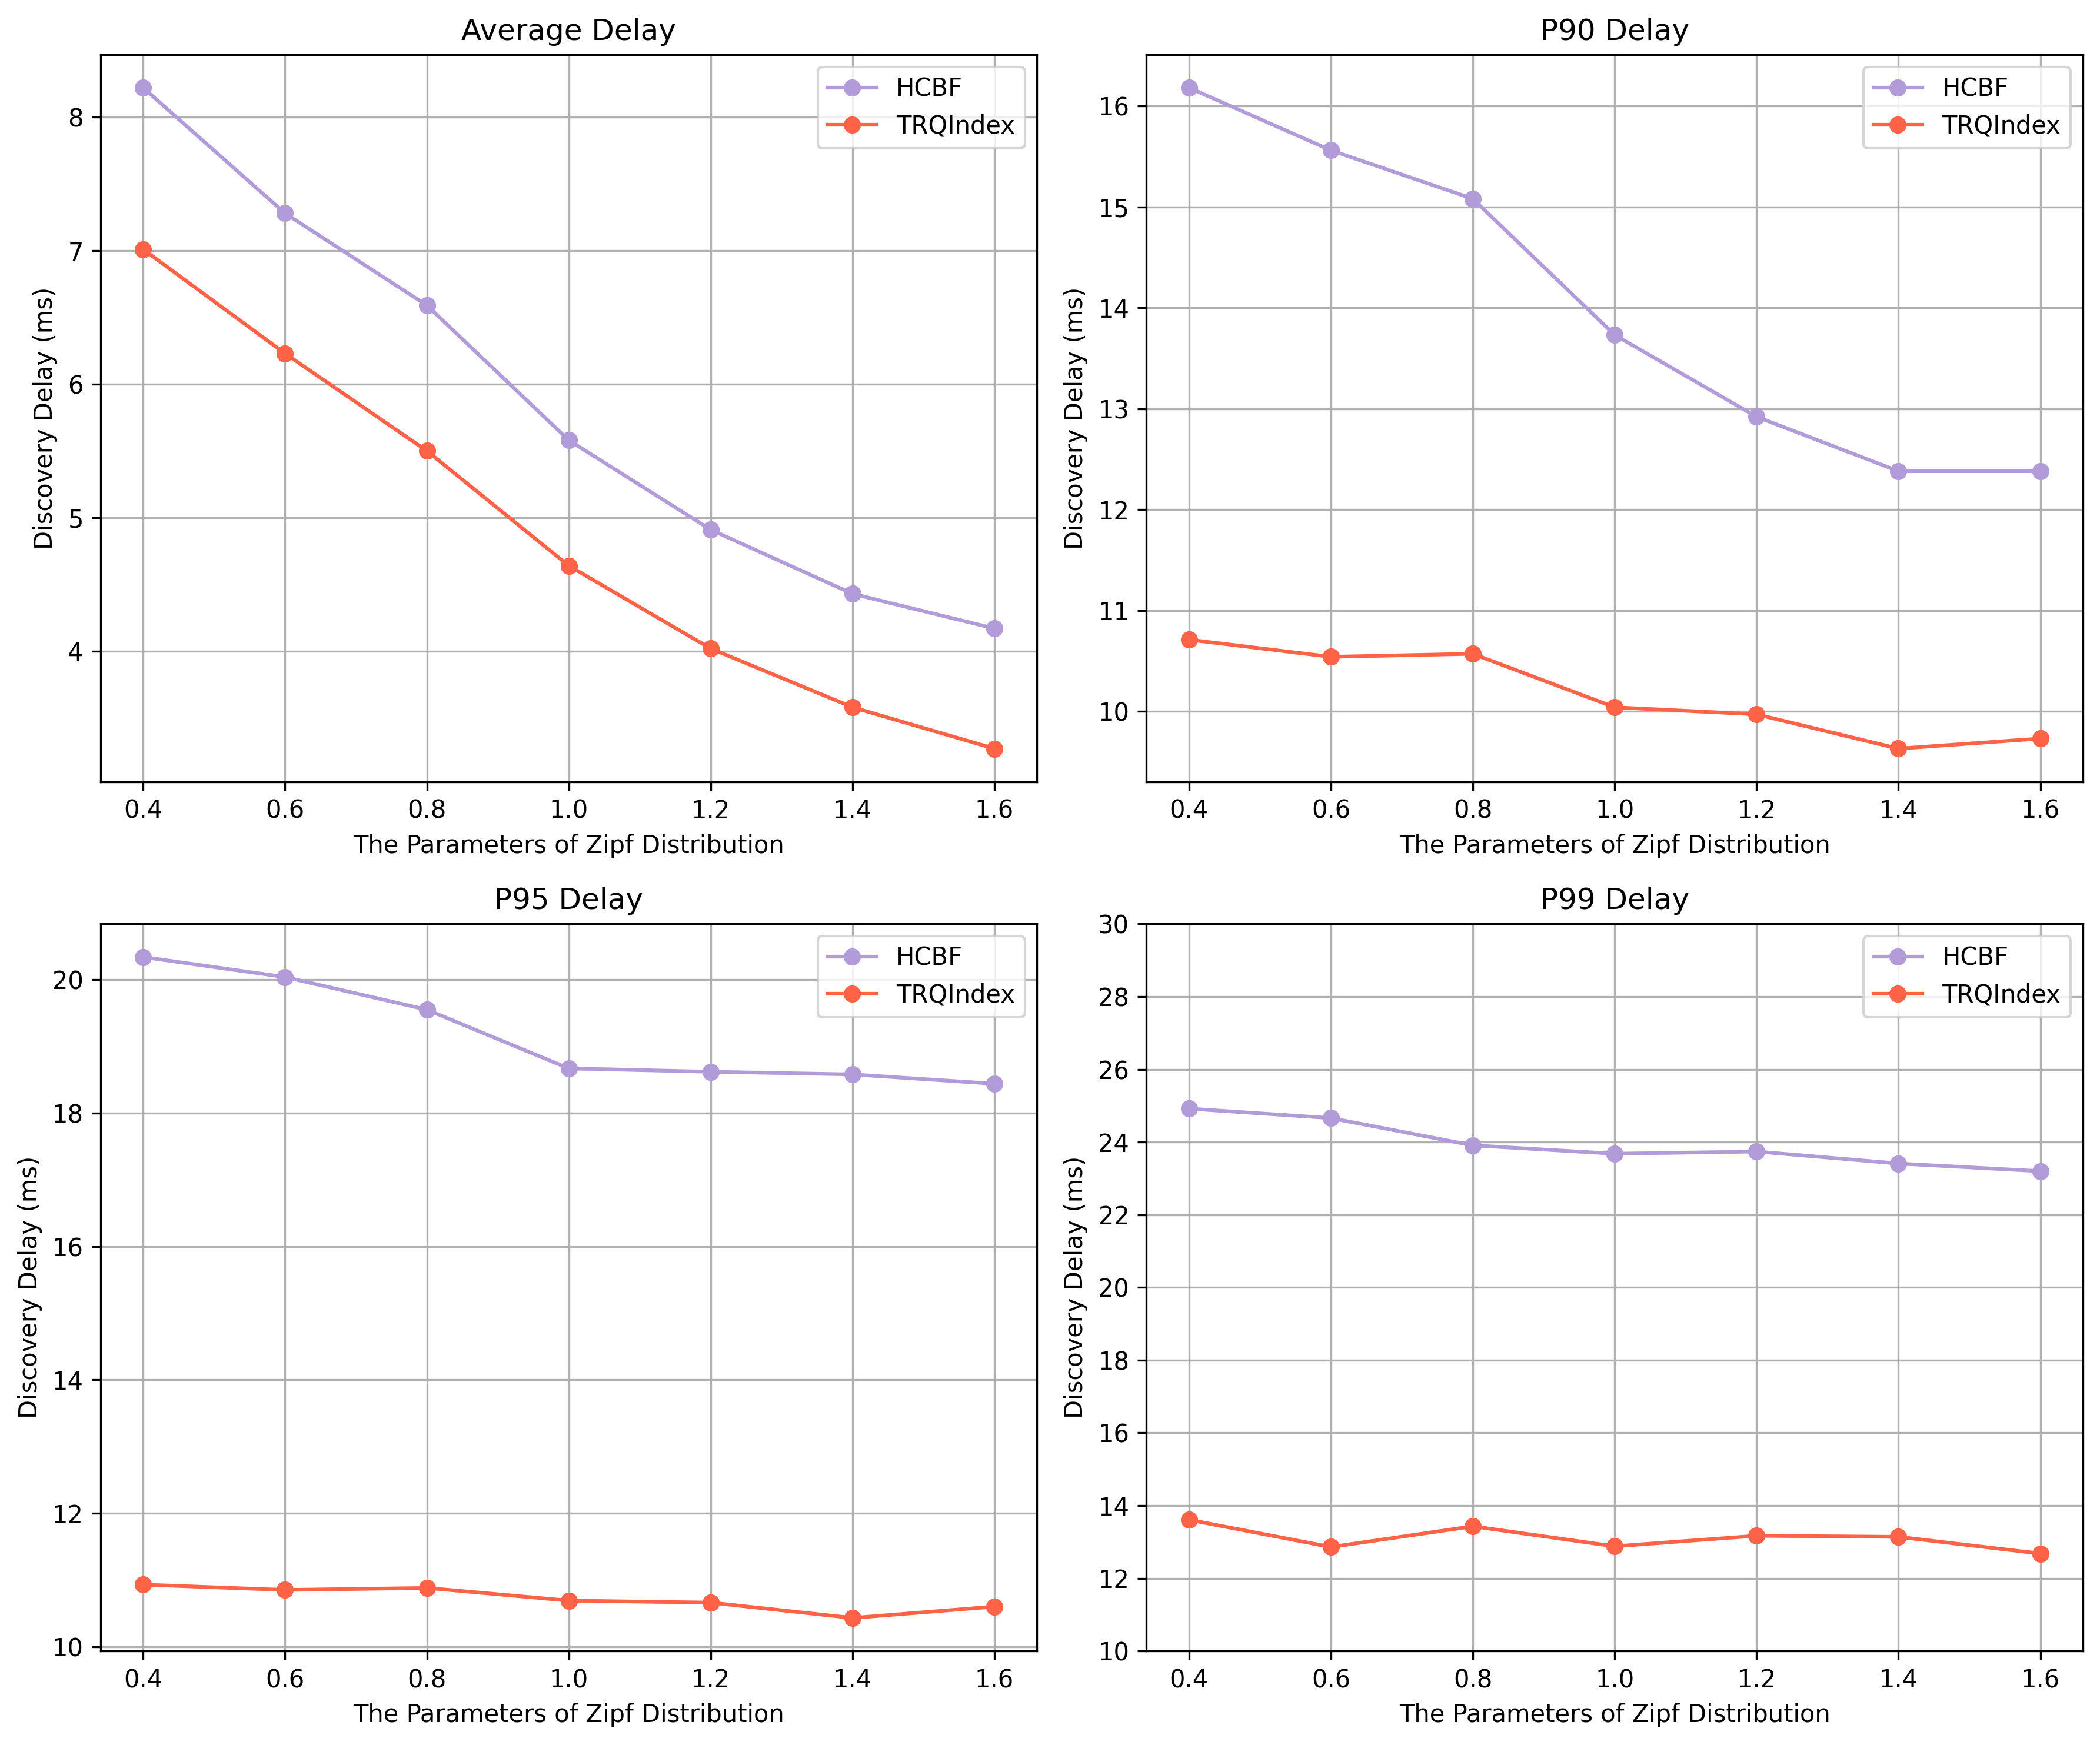 Average Delay
HCBF
TRQIndex
8
7
6
5
4
Discovery Delay (ms)
0.4 0.6 0.8 1.0 1.2 1.4 1.6
The Parameters of Zipf Distribution
P90 Delay
HCBF
TRQIndex
16
15
14
13
12
11
10
Discovery Delay (ms)
0.4 0.6 0.8 1.0 1.2 1.4 1.6
The Parameters of Zipf Distribution
P95 Delay
HCBF
TRQIndex
20
18
16
14
12
10
Discovery Delay (ms)
0.4 0.6 0.8 1.0 1.2 1.4 1.6
The Parameters of Zipf Distribution
P99 Delay
HCBF
TRQIndex
30
28
26
24
22
20
18
16
14
12
10
Discovery Delay (ms)
0.4 0.6 0.8 1.0 1.2 1.4 1.6
The Parameters of Zipf Distribution